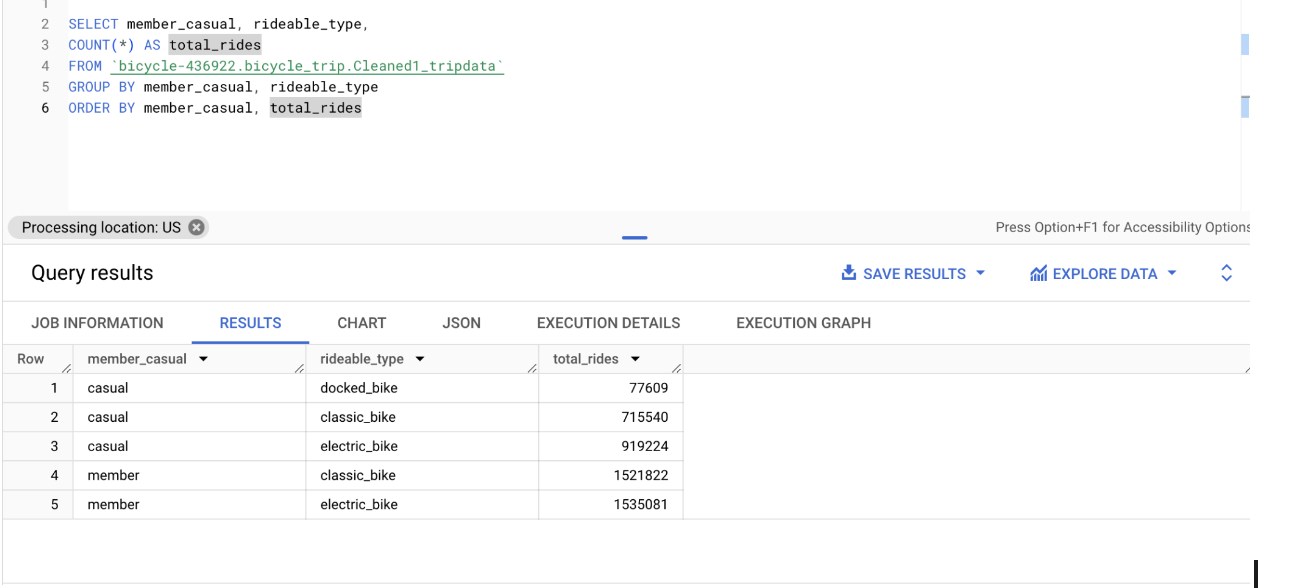 1
2 SELECT member_casual, rideable_type,
3 COUNT(*) AS total_rides
4 FROM `bicycle-436922.bicycle_trip.Cleaned1_tripdata`
5 GROUP BY member_casual, rideable_type
6 ORDER BY member_casual, total_rides
Processing location: US Press Option+F1 for Accessibility Options
Query results SAVE RESULTS EXPLORE DATA
JOB INFORMATION RESULTS CHART JSON EXECUTION DETAILS EXECUTION GRAPH
Row member_casual rideable_type total_rides
1 casual docked_bike 77609
2 casual classic_bike 715540
3 casual electric_bike 919224
4 member classic_bike 1521822
5 member electric_bike 1535081